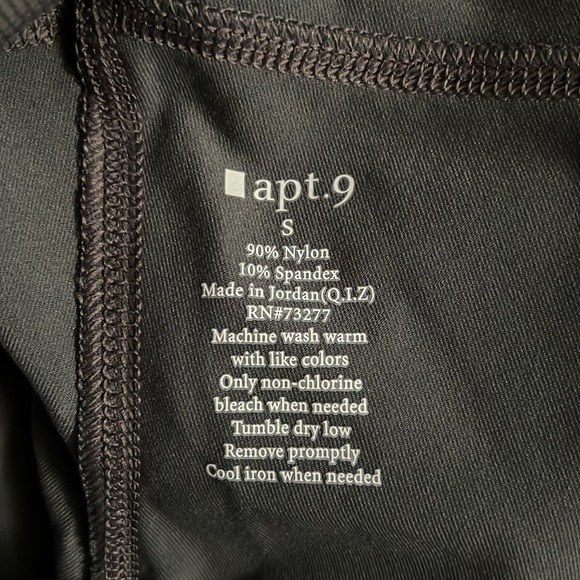 apt.9
S
90% Nylon
10% Spandex
Made in Jordan(Q.I.Z)
RN#73277
Machine wash warm
with like colors
Only non-chlorine
bleach when needed
Tumble dry low
Remove promptly
Cool iron when needed